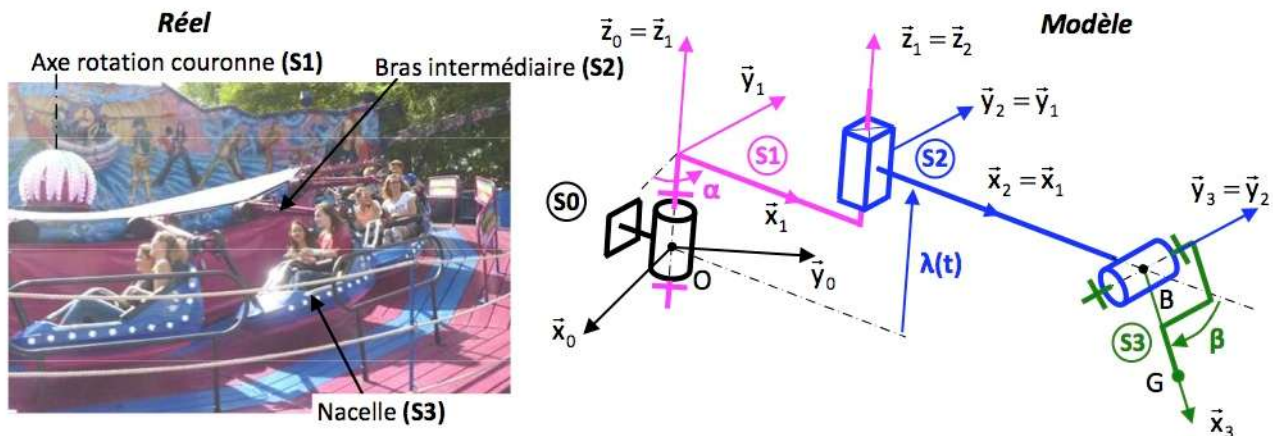 Réel
Modèle
Axe rotation couronne (S1)
Bras intermédiaire (S2)
Nacelle (S3)
z⃗₀ = z⃗₁
y⃗₁
S1
α
S0
x⃗₁
O
y⃗₀
x⃗₀
z⃗₁ = z⃗₂
y⃗₂ = y⃗₁
S2
x⃗₂ = x⃗₁
λ(t)
y⃗₃ = y⃗₂
B
S3
β
G
x⃗₃